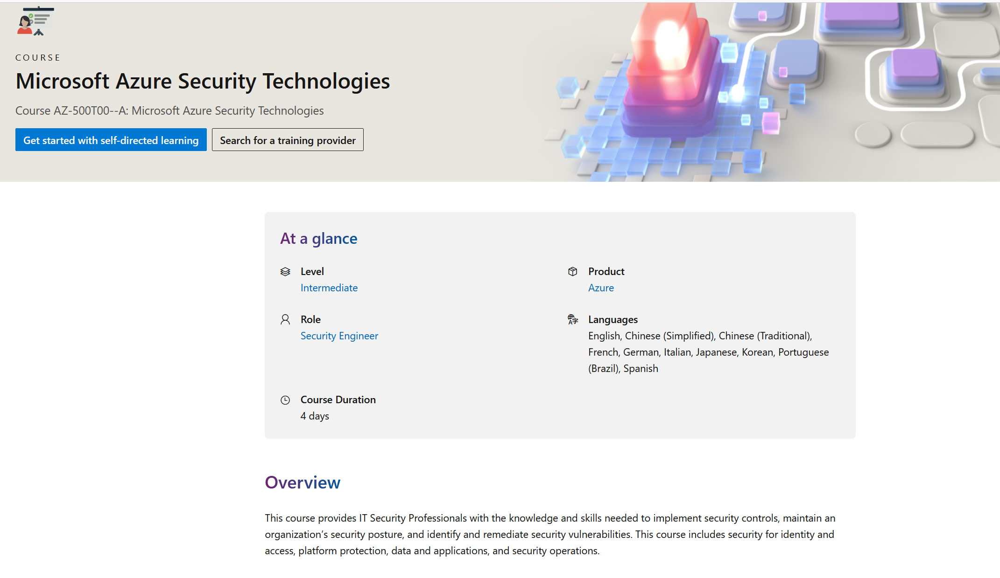 COURSE
Microsoft Azure Security Technologies
Course AZ-500T00--A: Microsoft Azure Security Technologies
Get started with self-directed learning
Search for a training provider
At a glance
Level
Intermediate
Product
Azure
Role
Security Engineer
Languages
English, Chinese (Simplified), Chinese (Traditional),
French, German, Italian, Japanese, Korean, Portuguese
(Brazil), Spanish
Course Duration
4 days
Overview
This course provides IT Security Professionals with the knowledge and skills needed to implement security controls, maintain an
organization’s security posture, and identify and remediate security vulnerabilities. This course includes security for identity and
access, platform protection, data and applications, and security operations.